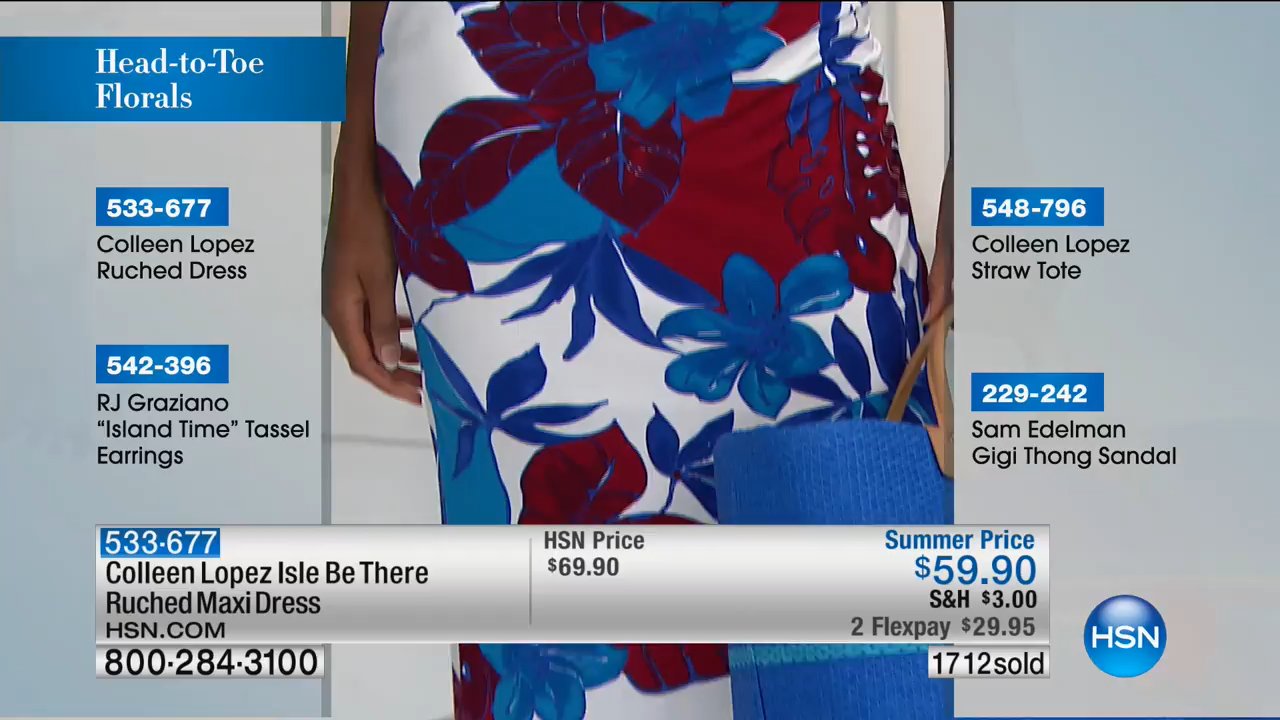 Head-to-Toe
Florals
533-677
Colleen Lopez
Ruched Dress
542-396
RJ Graziano
“Island Time” Tassel
Earrings
548-796
Colleen Lopez
Straw Tote
229-242
Sam Edelman
Gigi Thong Sandal
533·677
Colleen Lopez Isle Be There
Ruched Maxi Dress
HSN.COM
HSN Price
$69.90
Summer Price
$59.90
S&H $3.00
2 Flexpay $29.95
800·284·3100
1712sold
HSN